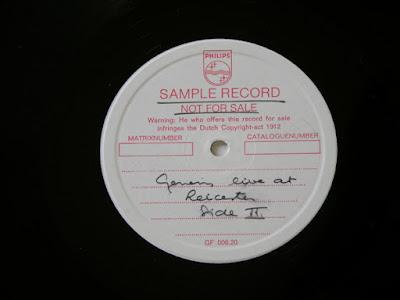 PHILIPS
SAMPLE RECORD
NOT FOR SALE
Warning: He who offers this record for sale
infringes the Dutch Copyright-act 1912
MATRIXNUMBER CATALOGUENUMBER
Genesis live at
Leicester
Side II
GF 006.20